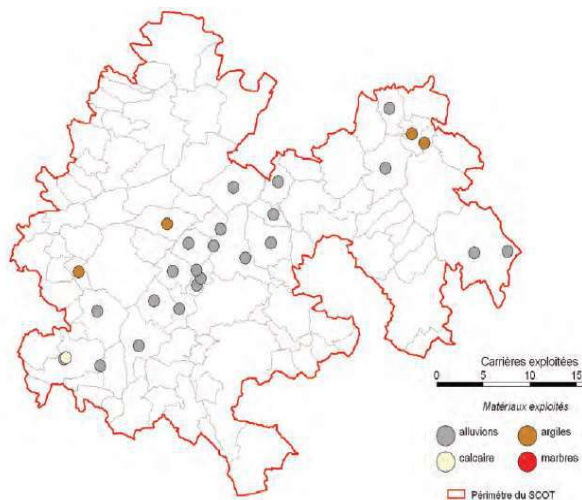 Carrières exploitées
0 5 10 15
Matériaux exploités
alluvions argiles
calcaire marbres
Périmètre du SCOT